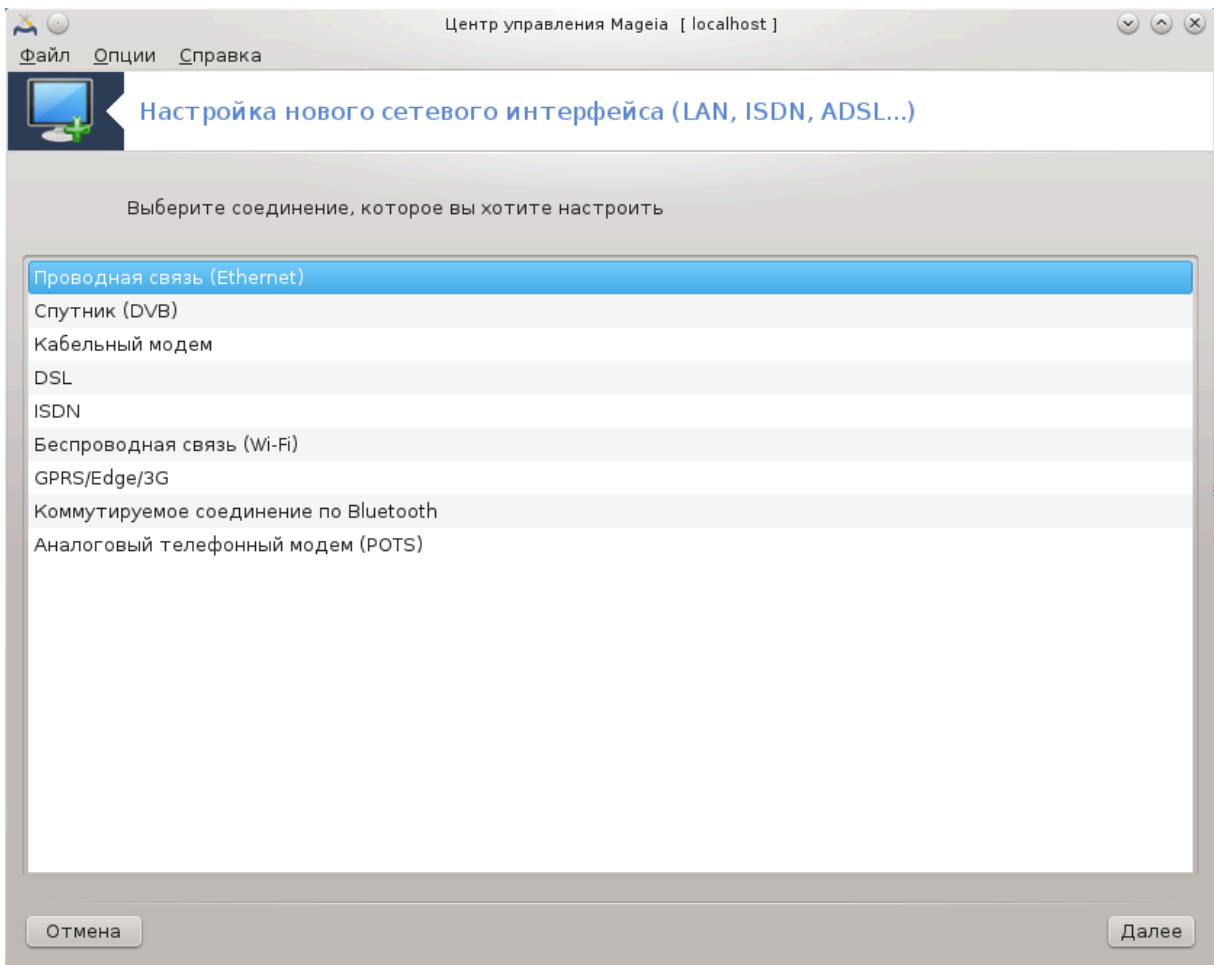 Центр управления Mageia [ localhost ]
Файл Опции Справка
Настройка нового сетевого интерфейса (LAN, ISDN, ADSL...)
Выберите соединение, которое вы хотите настроить
Проводная связь (Ethernet)
Спутник (DVB)
Кабельный модем
DSL
ISDN
Беспроводная связь (Wi-Fi)
GPRS/Edge/3G
Коммутируемое соединение по Bluetooth
Аналоговый телефонный модем (POTS)
Отмена Далее